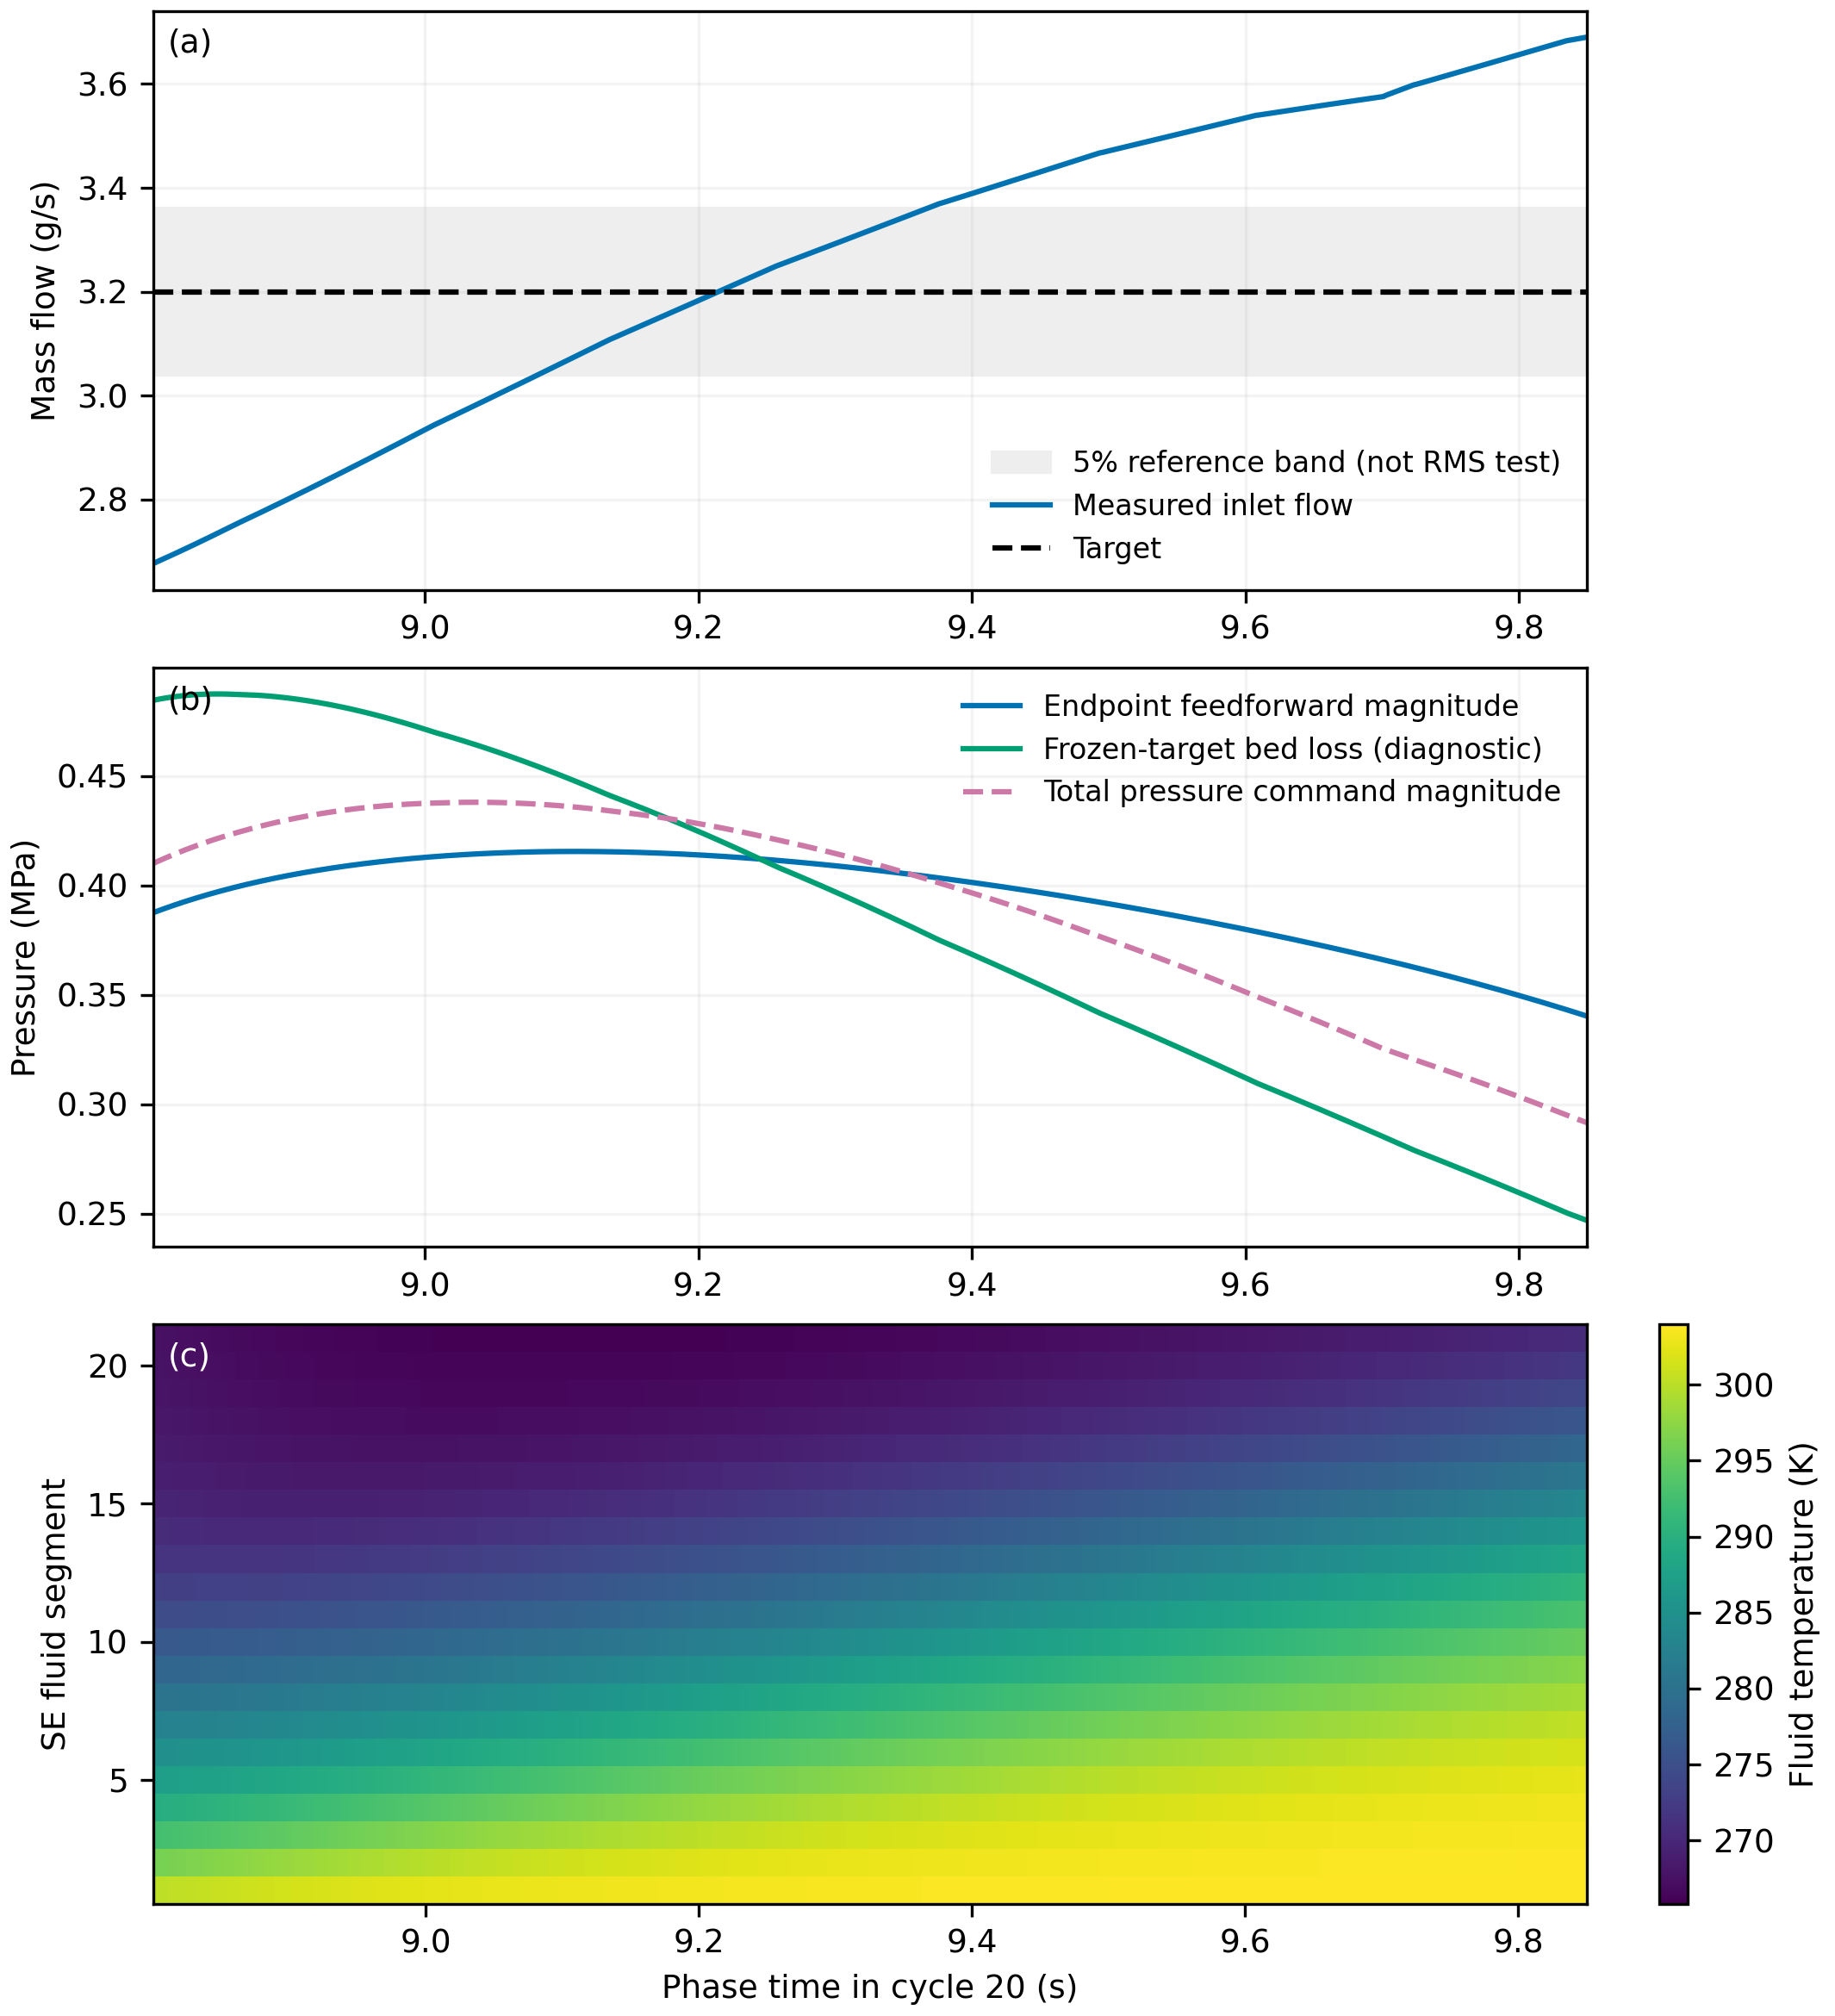 (a)
Mass flow (g/s)
3.6
3.4
3.2
3.0
2.8
5% reference band (not RMS test)
Measured inlet flow
Target
9.0 9.2 9.4 9.6 9.8
(b)
Pressure (MPa)
0.45
0.40
0.35
0.30
0.25
Endpoint feedforward magnitude
Frozen-target bed loss (diagnostic)
Total pressure command magnitude
9.0 9.2 9.4 9.6 9.8
(c)
SE fluid segment
20
15
10
5
9.0 9.2 9.4 9.6 9.8
Phase time in cycle 20 (s)
300
295
290
285
280
275
270
Fluid temperature (K)